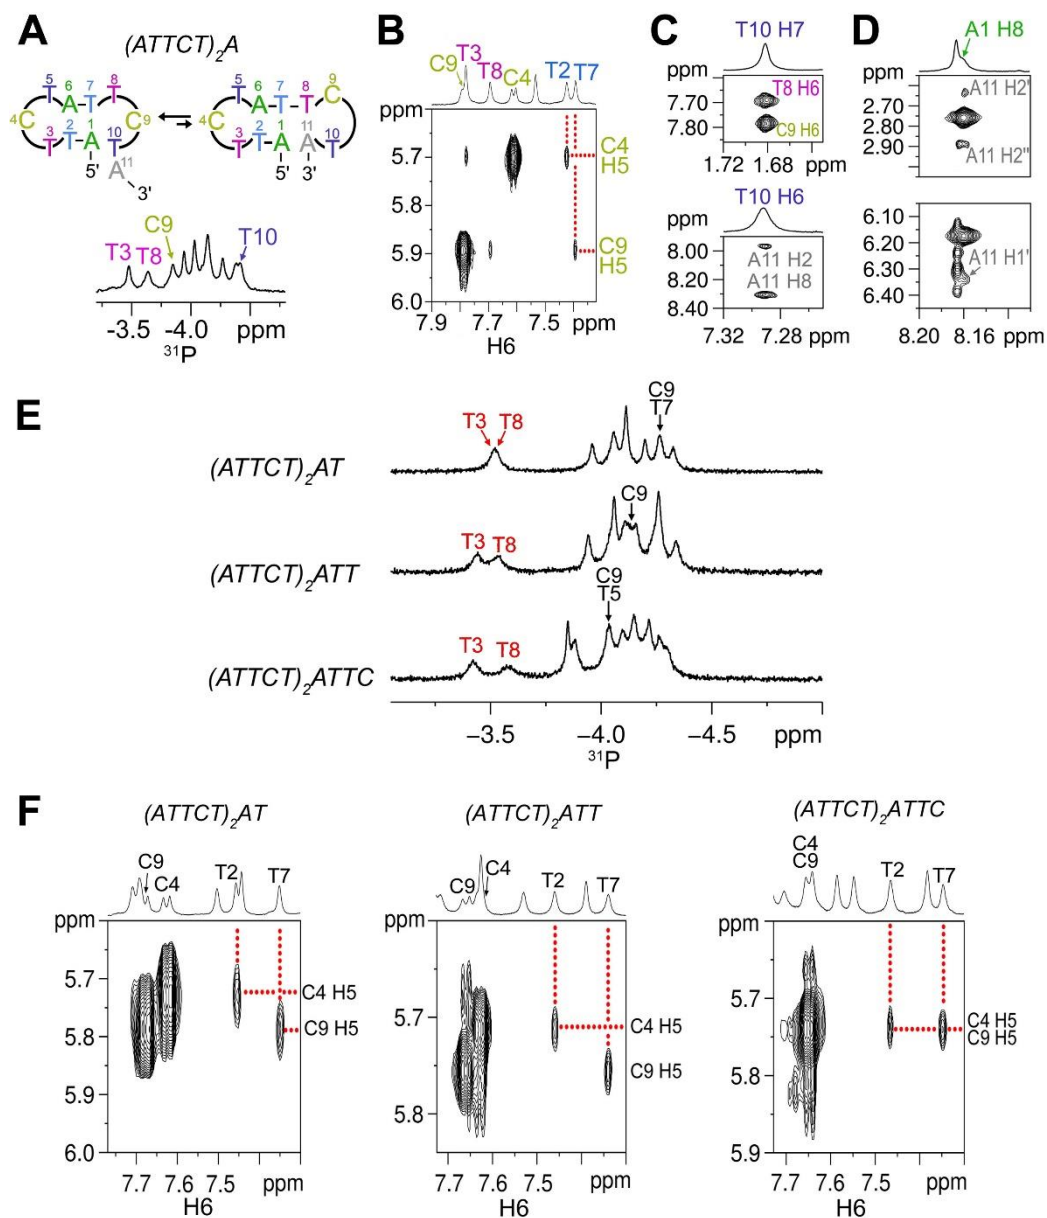 A
(ATTCT)₂A
5 6 7 8 9
T A T T C
4 C
3 2 1 10
T T A T
5' A 11
3'
5 6 7 8 9
T A T T C
4 C
3 2 1 11 10
T T A A T
5' 3'
T3 T8 C9 T10
-3.5 -4.0 ppm
³¹P
B
C9 T3 T8 C4 T2 T7
ppm
5.7
5.8
5.9
6.0
C4
H5
C9
H5
7.9 7.7 7.5 ppm
H6
C
T10 H7
ppm
7.70
7.80
T8 H6
C9 H6
1.72 1.68 ppm
T10 H6
ppm
8.00
8.20
8.40
A11 H2
A11 H8
7.32 7.28 ppm
D
A1 H8
ppm
2.70
2.80
2.90
A11 H2'
A11 H2"
6.10
6.20
6.30
6.40
A11 H1'
8.20 8.16 ppm
E
(ATTCT)₂AT
T3 T8
C9
T7
(ATTCT)₂ATT
T3 T8
C9
(ATTCT)₂ATTC
T3 T8
C9
T5
−3.5 −4.0 −4.5 ppm
³¹P
F
(ATTCT)₂AT
C9 C4 T2 T7
ppm
5.7
5.8
5.9
6.0
C4 H5
C9 H5
7.7 7.6 7.5 ppm
H6
(ATTCT)₂ATT
C9 C4 T2 T7
ppm
5.7
5.8
C4 H5
C9 H5
7.7 7.6 7.5 ppm
H6
(ATTCT)₂ATTC
C4
C9
T2 T7
ppm
5.7
5.8
5.9
C4 H5
C9 H5
7.7 7.6 7.5 ppm
H6